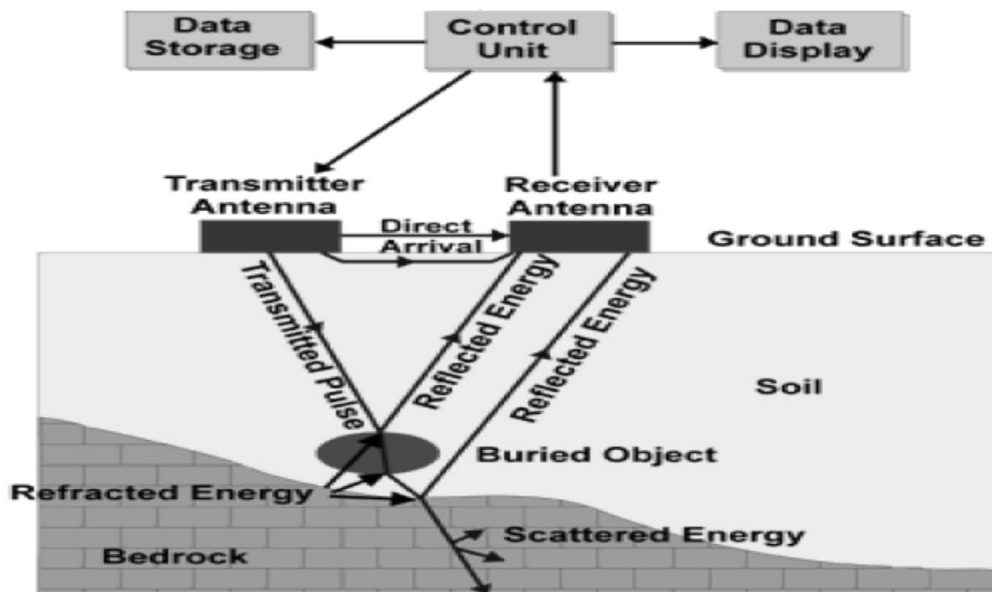 Data
Storage
Control
Unit
Data
Display
Transmitter
Antenna
Receiver
Antenna
Direct
Arrival
Ground Surface
Transmitted Pulse
Reflected Energy
Reflected Energy
Soil
Buried Object
Refracted Energy
Scattered Energy
Bedrock